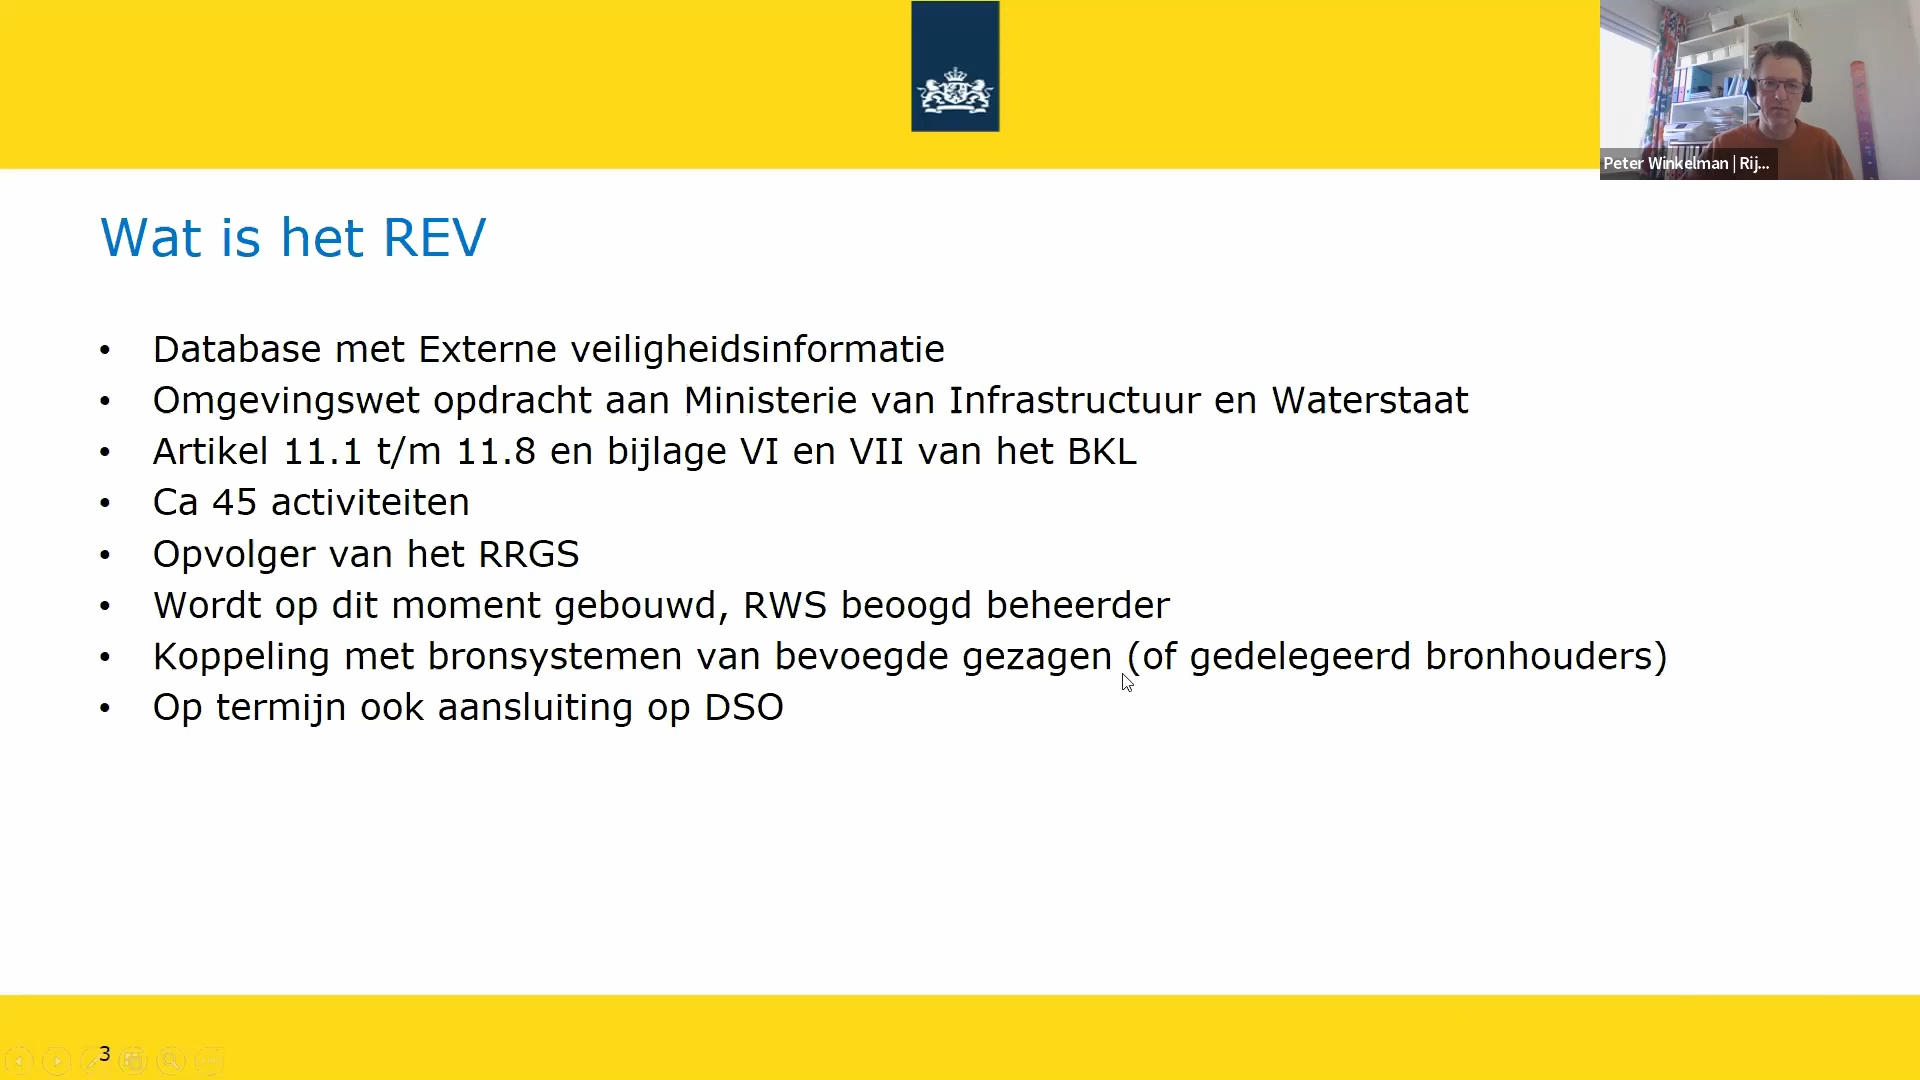 Peter Winkelman | Rij...
Wat is het REV
• Database met Externe veiligheidsinformatie
• Omgevingswet opdracht aan Ministerie van Infrastructuur en Waterstaat
• Artikel 11.1 t/m 11.8 en bijlage VI en VII van het BKL
• Ca 45 activiteiten
• Opvolger van het RRGS
• Wordt op dit moment gebouwd, RWS beoogd beheerder
• Koppeling met bronsystemen van bevoegde gezagen (of gedelegeerd bronhouders)
• Op termijn ook aansluiting op DSO
3